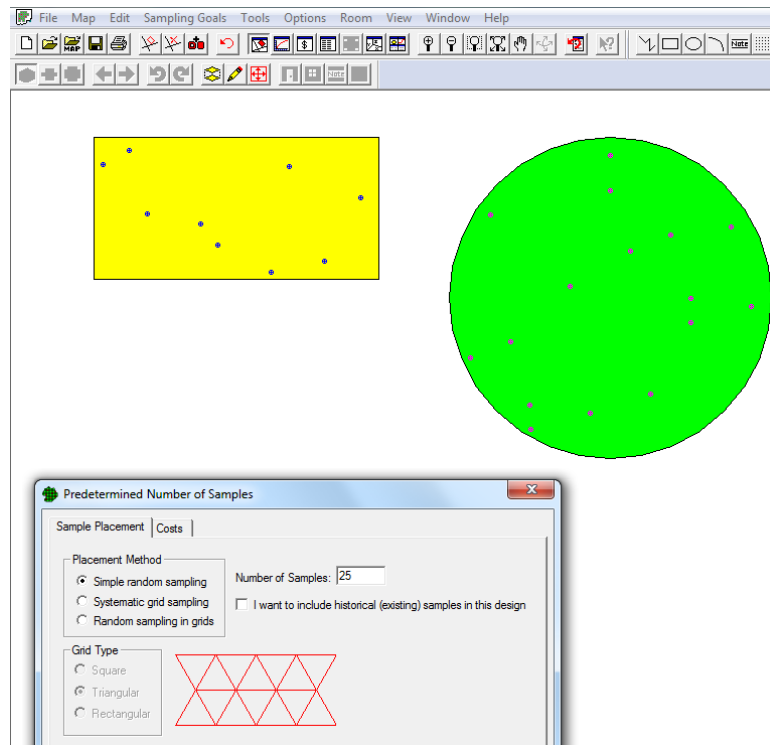 File Map Edit Sampling Goals Tools Options Room View Window Help
MAP
Note
Note
Predetermined Number of Samples
Sample Placement Costs
Placement Method
Simple random sampling
Systematic grid sampling
Random sampling in grids
Number of Samples: 25
I want to include historical (existing) samples in this design
Grid Type
Square
Triangular
Rectangular